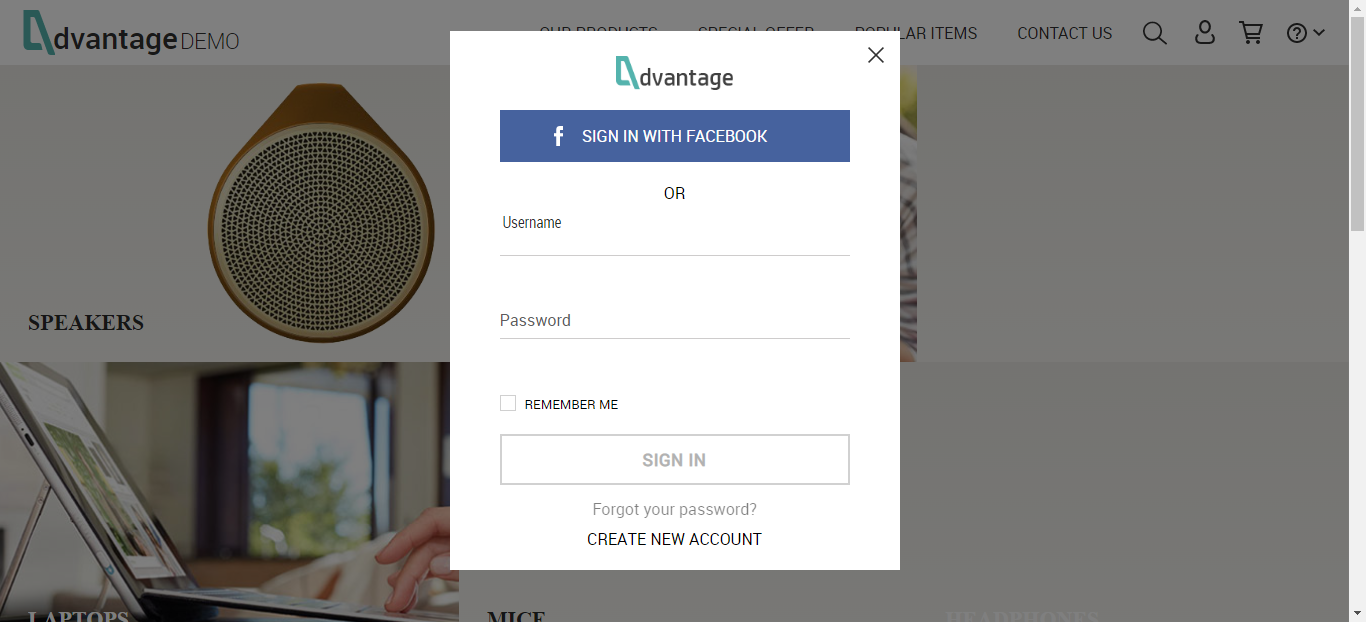 dvantage DEMO
OUR PRODUCTS SPECIAL OFFER POPULAR ITEMS CONTACT US
dvantage
f SIGN IN WITH FACEBOOK
OR
Username
Password
REMEMBER ME
SIGN IN
Forgot your password?
CREATE NEW ACCOUNT
SPEAKERS
LAPTOPS
MICE
HEADPHONES